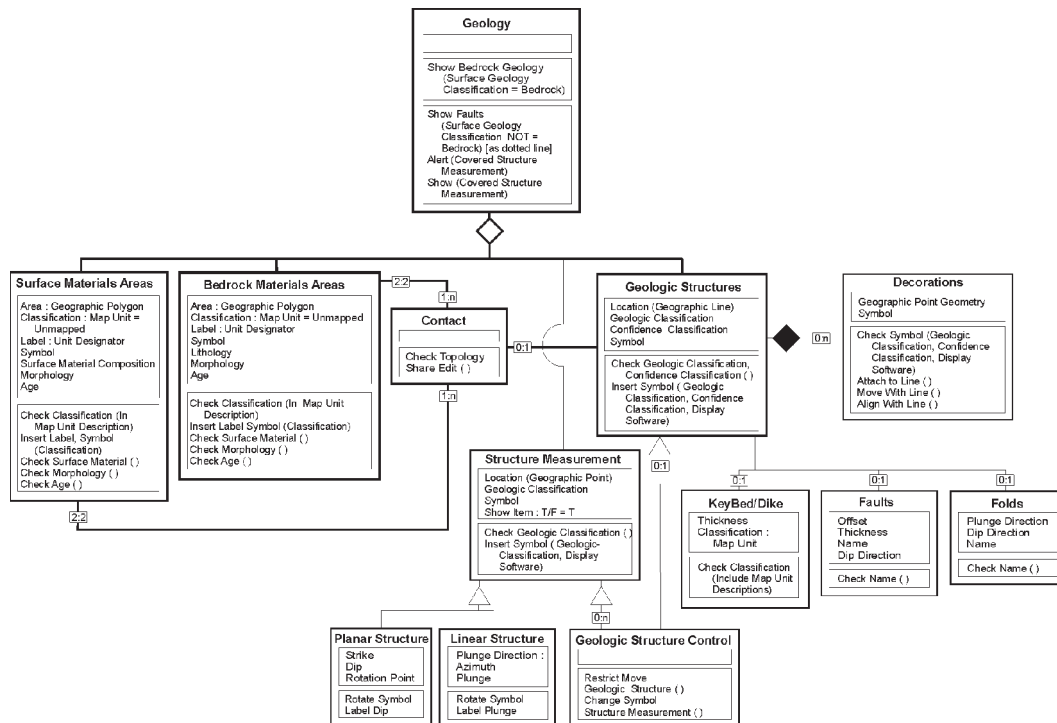 Geology
Show Bedrock Geology
(Surface Geology
Classification = Bedrock)
Show Faults
(Surface Geology
Classification NOT =
Bedrock) [as dotted line]
Alert (Covered Structure
Measurement)
Show (Covered Structure
Measurement)
Surface Materials Areas
Area : Geographic Polygon
Classification : Map Unit =
Unmapped
Label : Unit Designator
Symbol
Surface Material Composition
Morphology
Age
Check Classification (In
Map Unit Description)
Insert Label, Symbol
(Classification)
Check Surface Material ( )
Check Morphology ( )
Check Age ( )
2:2
Bedrock Materials Areas
Area : Geographic Polygon
Classification : Map Unit = Unmapped
Label : Unit Designator
Symbol
Lithology
Morphology
Age
Check Classification (In Map Unit
Description)
Insert Label Symbol (Classification)
Check Surface Material ( )
Check Morphology ( )
Check Age ( )
2:2
1:n
Contact
Check Topology
Share Edit ( )
1:n
0:1
Geologic Structures
Location (Geographic Line)
Geologic Classification
Confidence Classification
Symbol
Check Geologic Classification,
Confidence Classification ( )
Insert Symbol ( Geologic
Classification, Confidence
Classification, Display
Software)
0:n
Decorations
Geographic Point Geometry
Symbol
Check Symbol (Geologic
Classification, Confidence
Classification, Display
Software)
Attach to Line ( )
Move With Line ( )
Align With Line ( )
0:1
Structure Measurement
Location (Geographic Point)
Geologic Classification
Symbol
Show Item : T/F = T
Check Geologic Classification ( )
Insert Symbol ( Geologic-
Classification, Display
Software)
0:1
KeyBed/Dike
Thickness
Classification :
Map Unit
Check Classification
(Include Map Unit
Descriptions)
0:1
Faults
Offset
Thickness
Name
Dip Direction
Check Name ( )
0:1
Folds
Plunge Direction
Dip Direction
Name
Check Name ( )
0:n
Planar Structure
Strike
Dip
Rotation Point
Rotate Symbol
Label Dip
Linear Structure
Plunge Direction :
Azimuth
Plunge
Rotate Symbol
Label Plunge
Geologic Structure Control
Restrict Move
Geologic Structure ( )
Change Symbol
Structure Measurement ( )